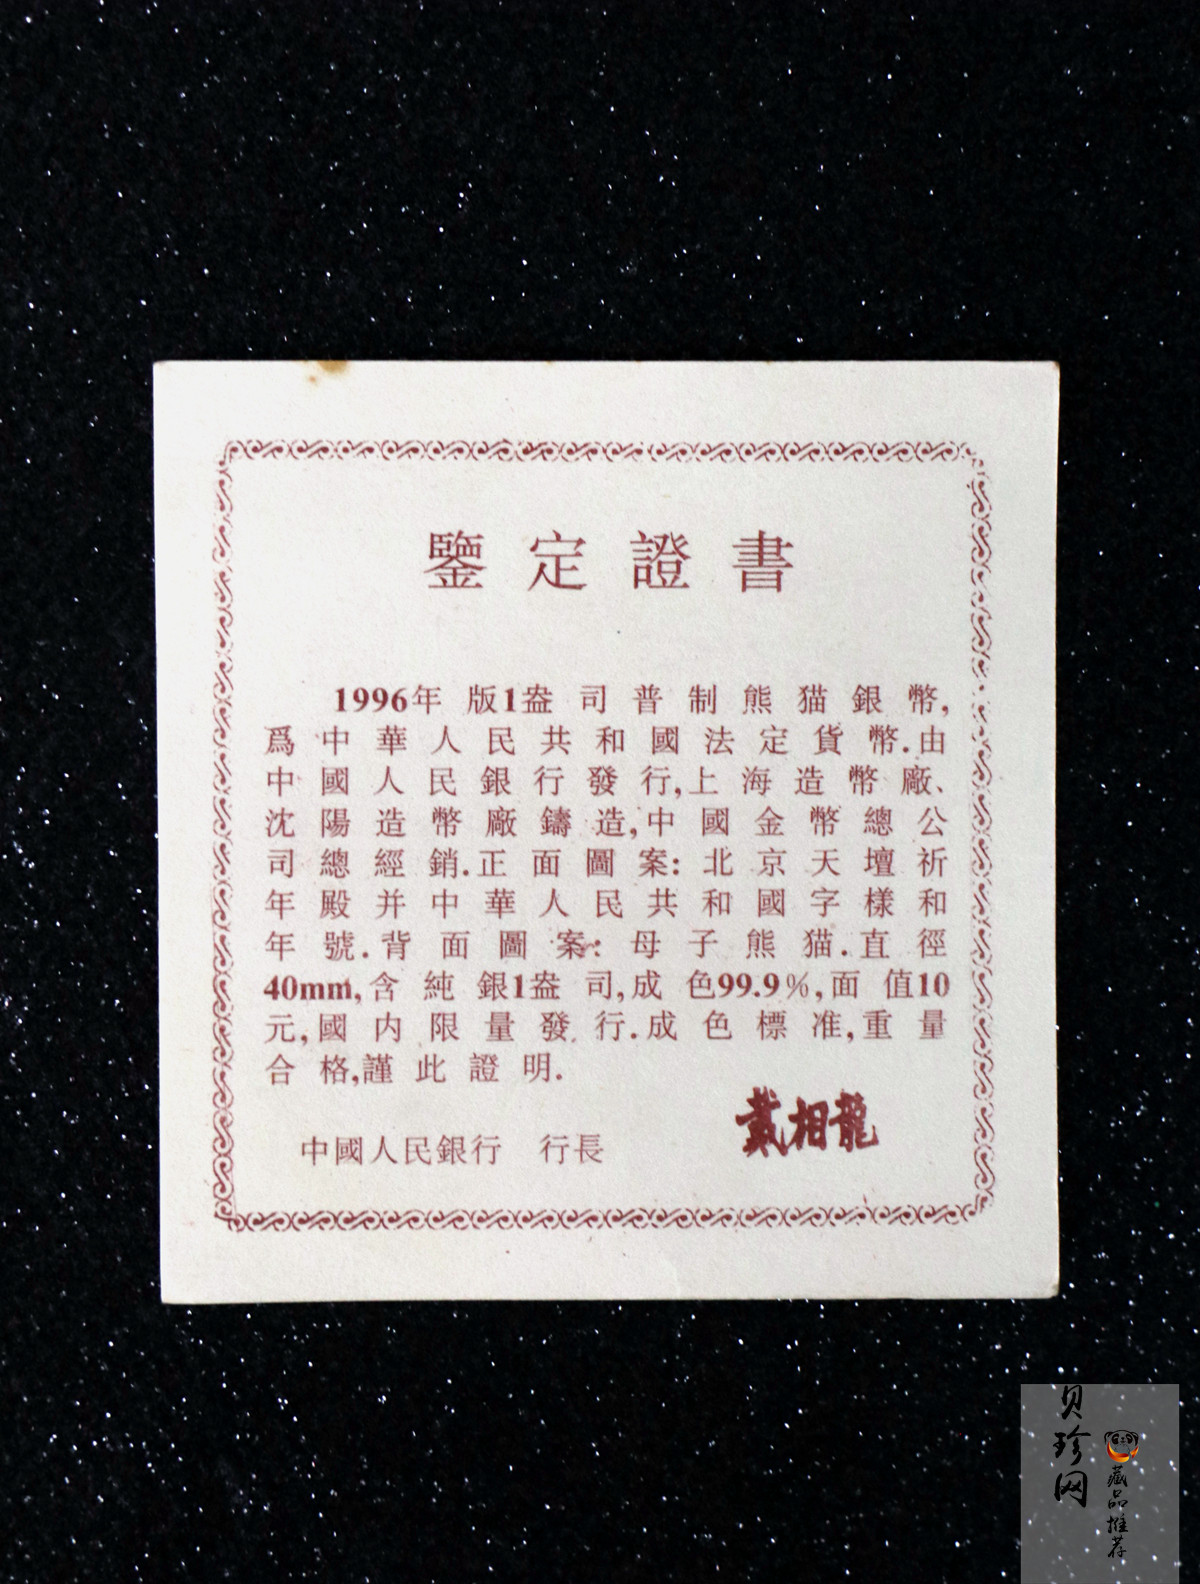 鑒定證書
1996年版1盎司普制熊猫銀幣,
爲中華人民共和國法定貨幣.由
中國人民銀行發行,上海造幣廠、
沈陽造幣廠鑄造,中國金幣總公
司總經銷.正面圖案:北京天壇祈
年殿并中華人民共和國字樣和
年號.背面圖案:母子熊猫.直徑
40mm,含純銀1盎司,成色99.9%,面值10
元,國内限量發行.成色標准,重量
合格,謹此證明.
中國人民銀行 行長
戴相龍
贝珍网
藏品推荐